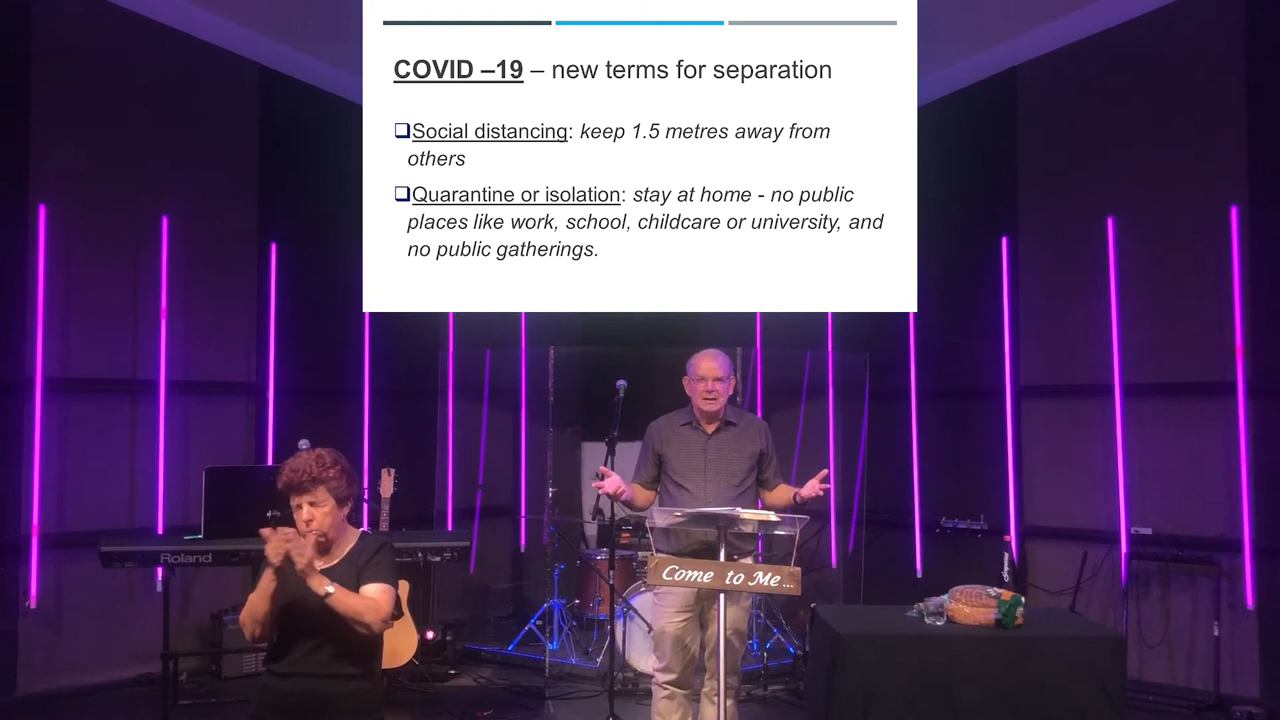 COVID –19 – new terms for separation
❑Social distancing: keep 1.5 metres away from
others
❑Quarantine or isolation: stay at home - no public
places like work, school, childcare or university, and
no public gatherings.
Roland
Come to Me...